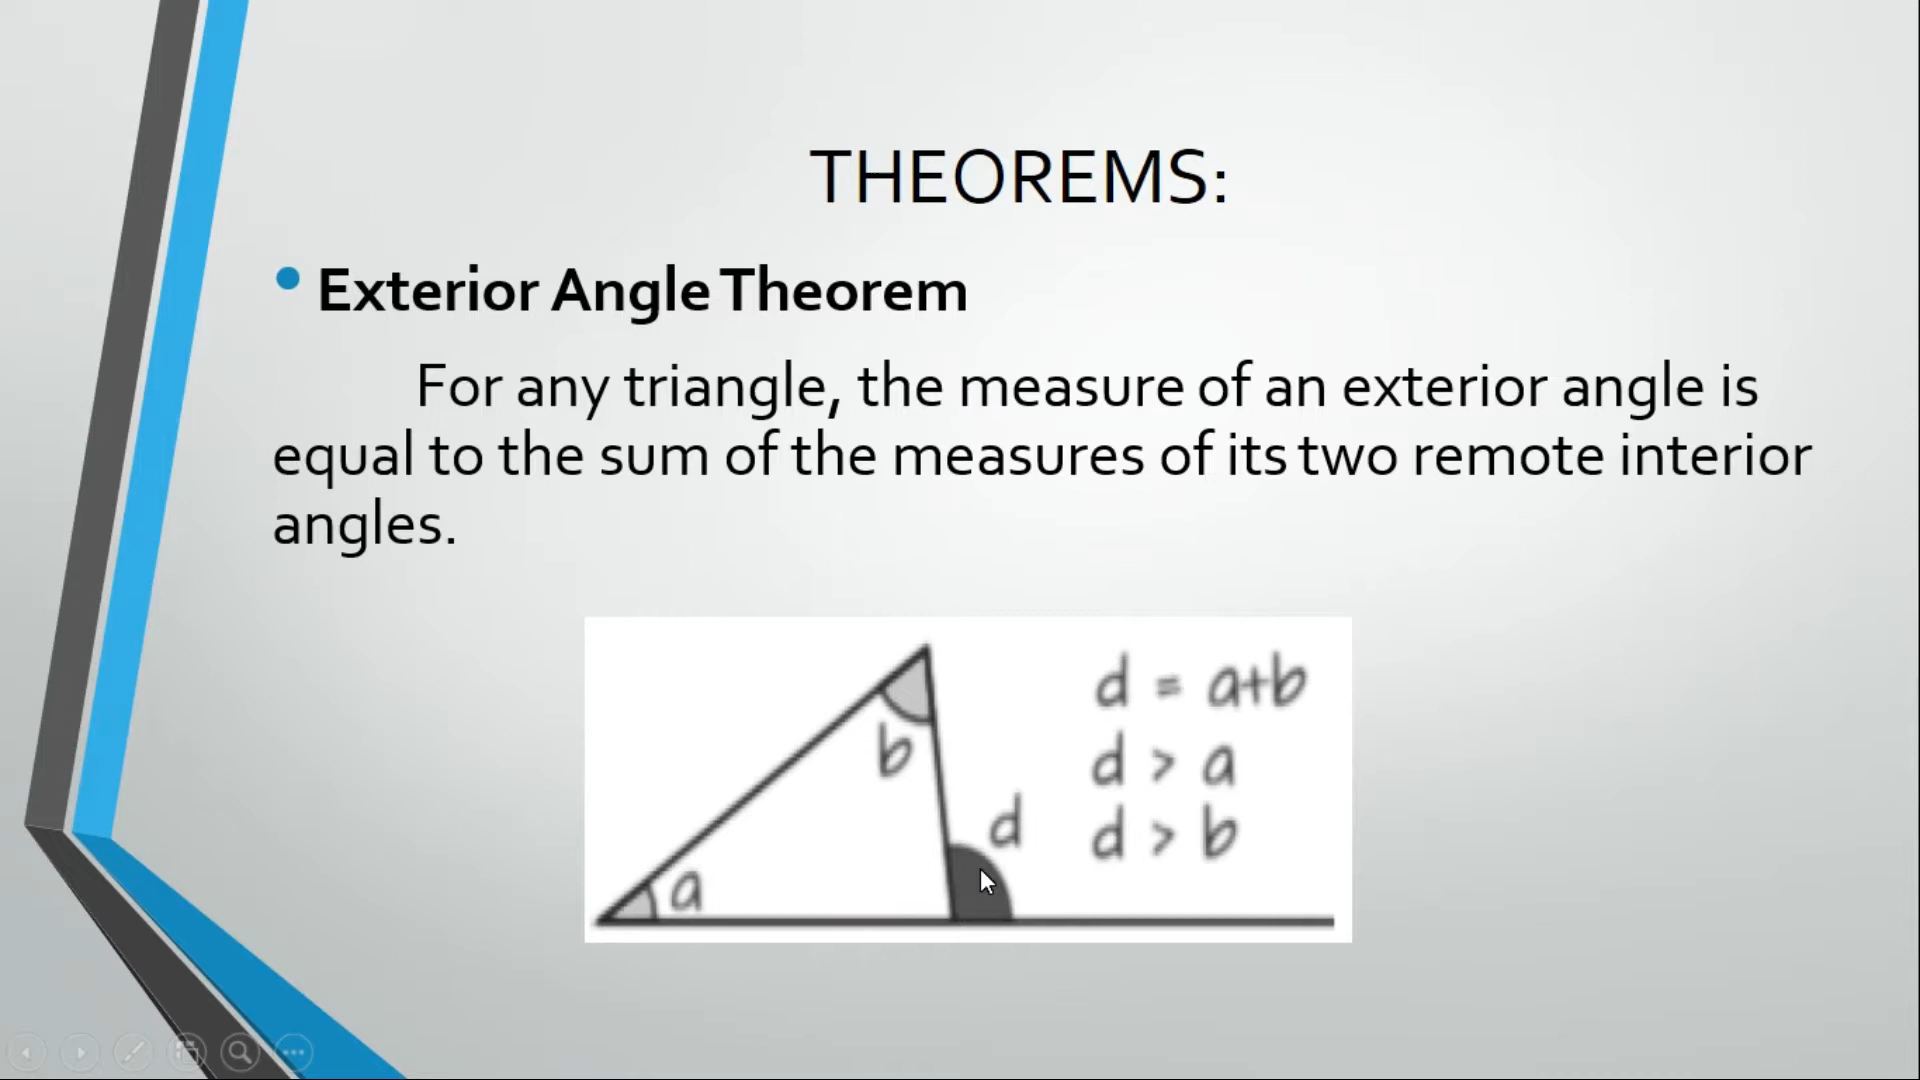 THEOREMS:
• Exterior Angle Theorem
For any triangle, the measure of an exterior angle is
equal to the sum of the measures of its two remote interior
angles.
d = a+b
b
d > a
d
d > b
a